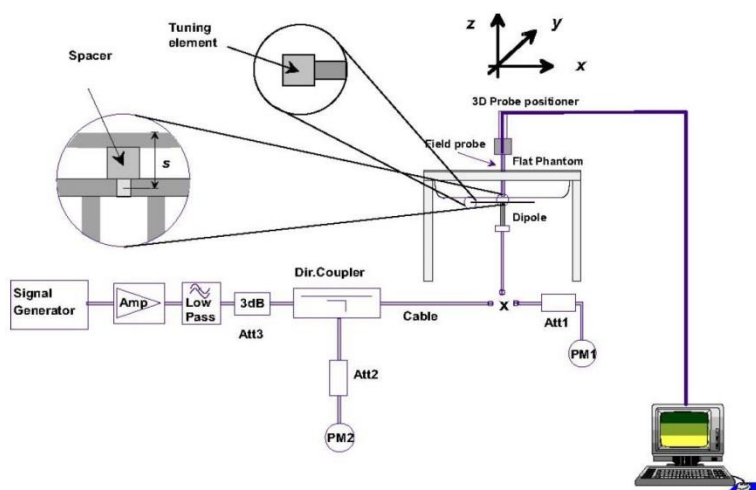 Tuning
element
Spacer
z
y
x
3D Probe positioner
Field probe
Flat Phantom
s
Dipole
Dir.Coupler
Signal
Generator
Amp
Low
Pass
3dB
Att3
Cable
x
Att1
PM1
Att2
PM2